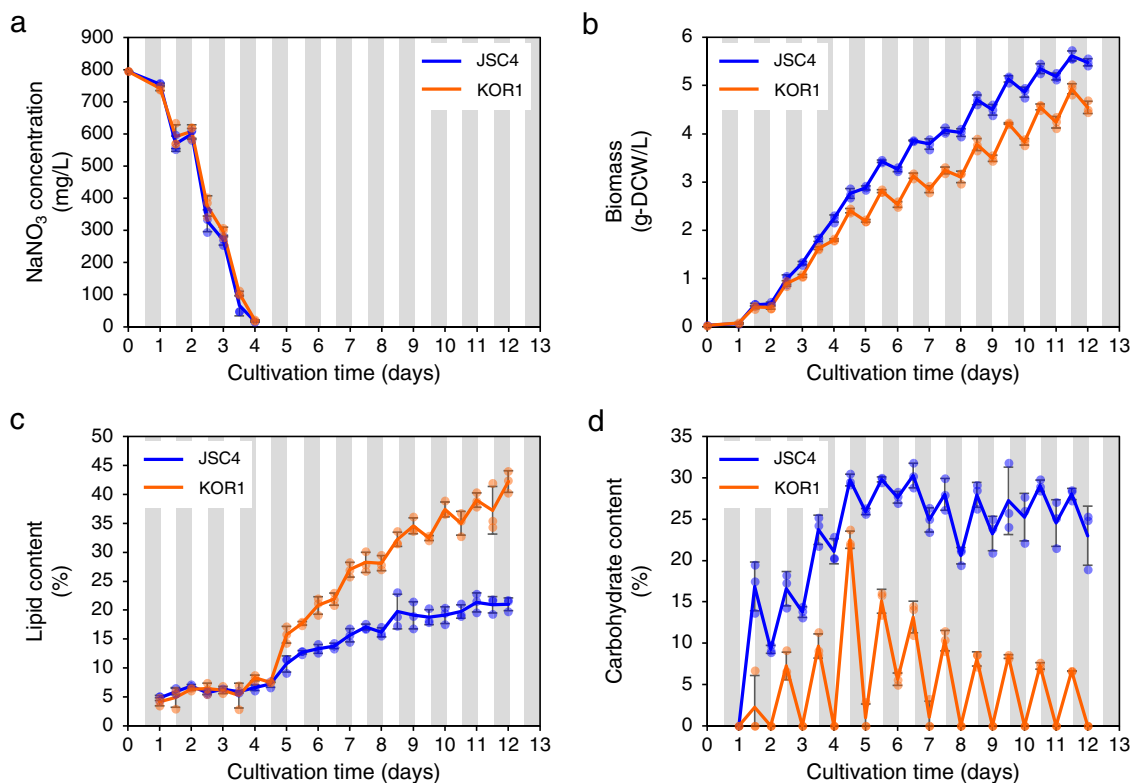 a
900
800
700
600
500
400
300
200
100
0
NaNO3 concentration
(mg/L)
JSC4
KOR1
0 1 2 3 4 5 6 7 8 9 10 11 12 13
Cultivation time (days)
b
6
5
4
3
2
1
0
Biomass
(g-DCW/L)
JSC4
KOR1
0 1 2 3 4 5 6 7 8 9 10 11 12 13
Cultivation time (days)
c
50
45
40
35
30
25
20
15
10
5
0
Lipid content
(%)
JSC4
KOR1
0 1 2 3 4 5 6 7 8 9 10 11 12 13
Cultivation time (days)
d
35
30
25
20
15
10
5
0
Carbohydrate content
(%)
JSC4
KOR1
0 1 2 3 4 5 6 7 8 9 10 11 12 13
Cultivation time (days)